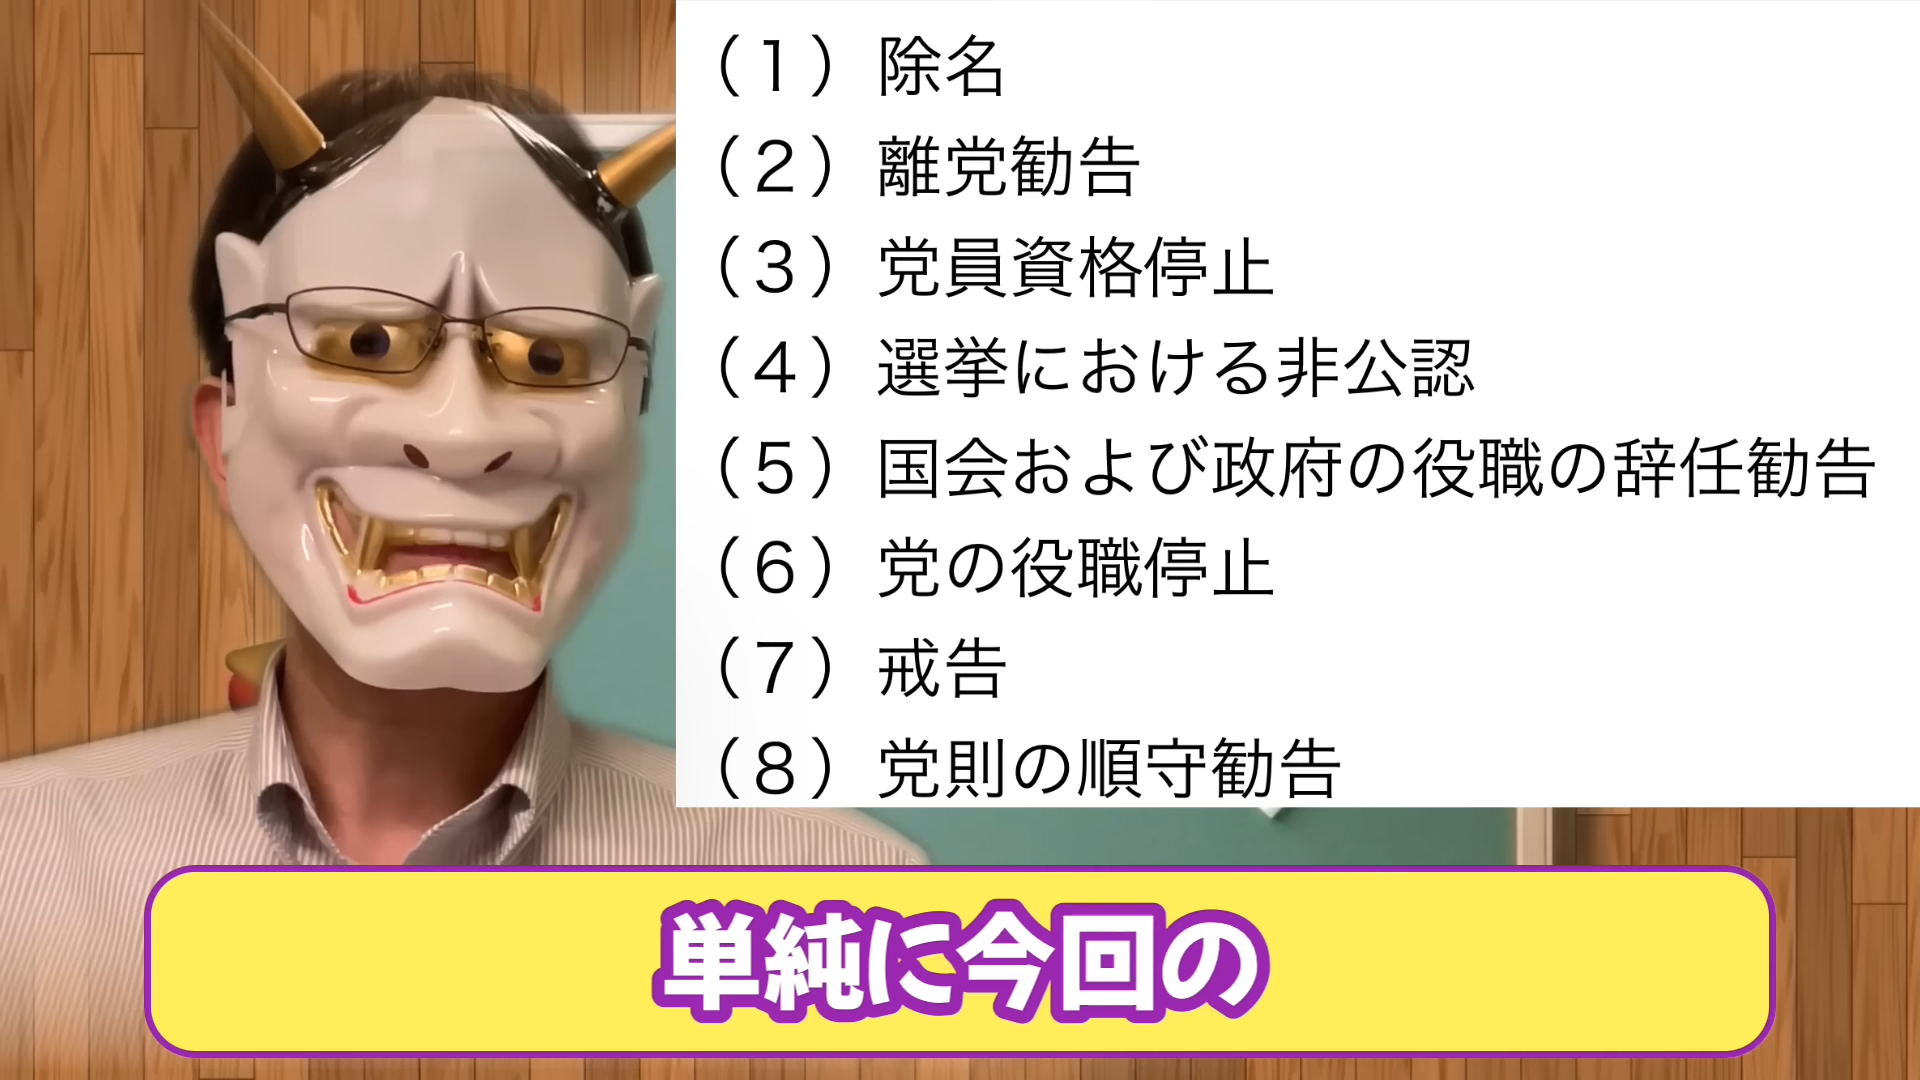 （１）除名
（２）離党勧告
（３）党員資格停止
（４）選挙における非公認
（５）国会および政府の役職の辞任勧告
（６）党の役職停止
（７）戒告
（８）党則の順守勧告
単純に今回の